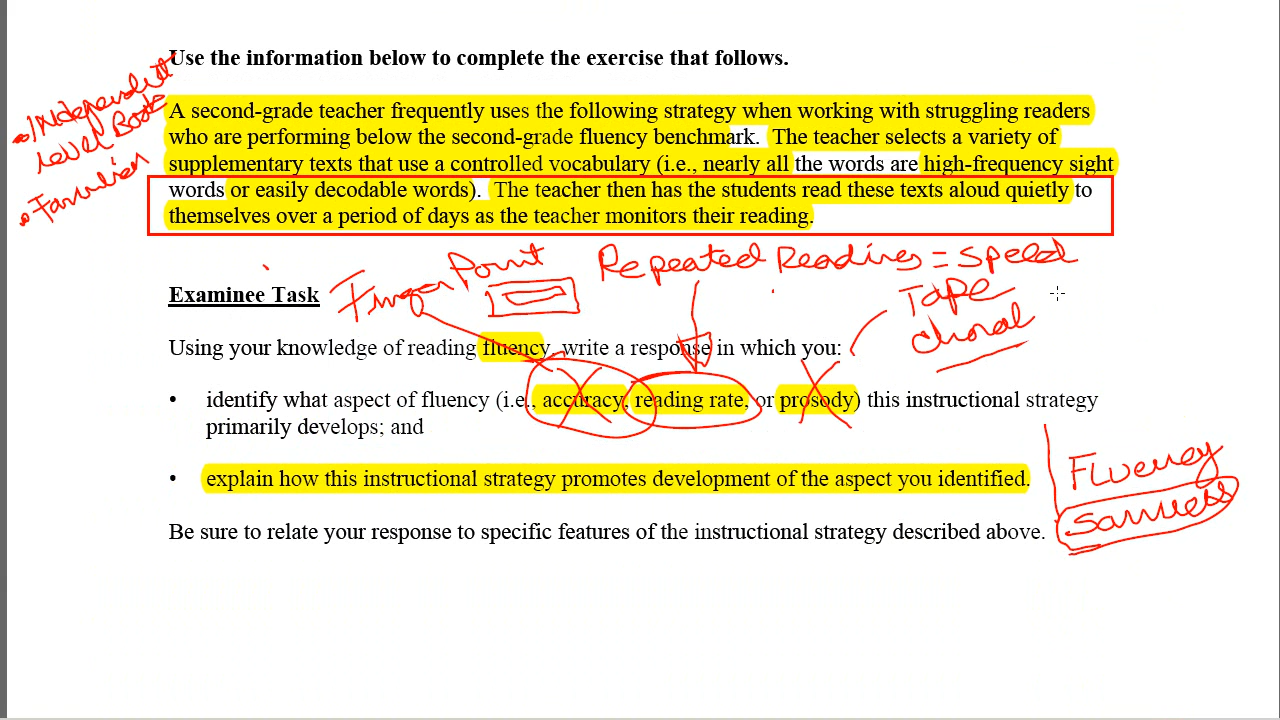 Use the information below to complete the exercise that follows.
• Independent
level Books
• Familiar
A second-grade teacher frequently uses the following strategy when working with struggling readers
who are performing below the second-grade fluency benchmark. The teacher selects a variety of
supplementary texts that use a controlled vocabulary (i.e., nearly all the words are high-frequency sight
words or easily decodable words). The teacher then has the students read these texts aloud quietly to
themselves over a period of days as the teacher monitors their reading.
Finger Point
Repeated Readings = Speed
Tape
choral
Examinee Task
Using your knowledge of reading fluency, write a response in which you:
• identify what aspect of fluency (i.e., accuracy, reading rate, or prosody) this instructional strategy
primarily develops; and
• explain how this instructional strategy promotes development of the aspect you identified.
Fluency
Be sure to relate your response to specific features of the instructional strategy described above.